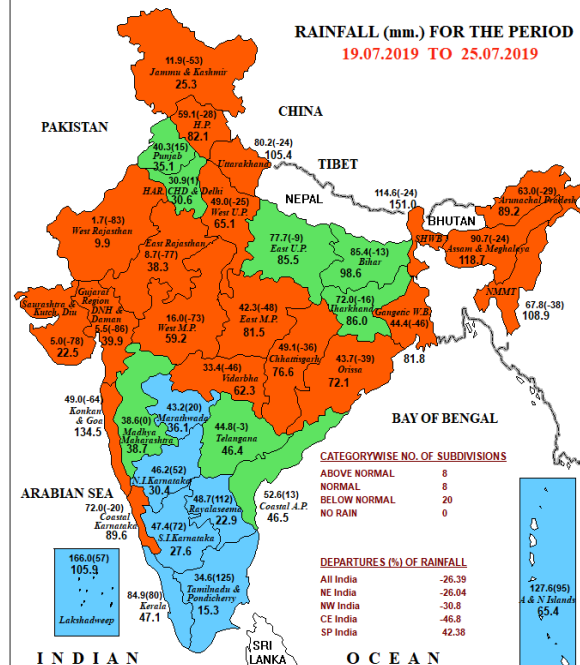 RAINFALL (mm.) FOR THE PERIOD
19.07.2019 TO 25.07.2019
11.9(-53)
Jammu & Kashmir
25.3
CHINA
59.1(-28)
H.P.
82.1
PAKISTAN
40.3(15)
Punjab
35.1
80.2(-24)
105.4
Uttarakhand
TIBET
30.9(1)
HAR. CHD & Delhi
30.6
49.0(-25)
West U.P.
65.1
NEPAL
114.6(-24)
151.0
63.0(-29)
Arunachal Pradesh
89.2
BHUTAN
1.7(-83)
West Rajasthan
9.9
East Rajasthan
8.7(-77)
38.3
77.7(-9)
East U.P.
85.5
85.4(-13)
Bihar
98.6
SHWB
90.7(-24)
Assam & Meghalaya
118.7
NMMT
67.8(-38)
108.9
Saurashtra &
Kutch, Diu
5.0(-78)
22.5
Gujarat
Region
DNH &
Daman
5.5(-86)
39.9
16.0(-73)
West M.P.
59.2
42.3(-48)
East M.P.
81.5
72.0(-16)
Jharkhand
86.0
Gangetic W.B.
44.4(-46)
81.8
49.1(-36)
Chhattisgarh
76.6
43.7(-39)
Orissa
72.1
33.4(-46)
Vidarbha
62.3
49.0(-64)
Konkan
& Goa
134.5
38.6(0)
Madhya
Maharashtra
38.7
43.2(20)
Marathwada
36.1
44.8(-3)
Telangana
46.4
BAY OF BENGAL
46.2(52)
N.I.Karnataka
30.4
CATEGORYWISE NO. OF SUBDIVISIONS
ABOVE NORMAL 8
NORMAL 8
BELOW NORMAL 20
NO RAIN 0
ARABIAN SEA
72.0(-20)
Coastal
Karnataka
89.6
48.7(112)
Rayalaseema
22.9
52.6(13)
Coastal A.P.
46.5
47.4(72)
S.I.Karnataka
27.6
166.0(57)
105.9
Lakshadweep
84.9(80)
Kerala
47.1
34.6(125)
Tamilnadu &
Pondicherry
15.3
DEPARTURES (%) OF RAINFALL
All India -26.39
NE India -26.04
NW India -30.8
CE India -46.8
SP India 42.38
127.6(95)
A & N Islands
65.4
SRI
LANKA
INDIAN OCEAN